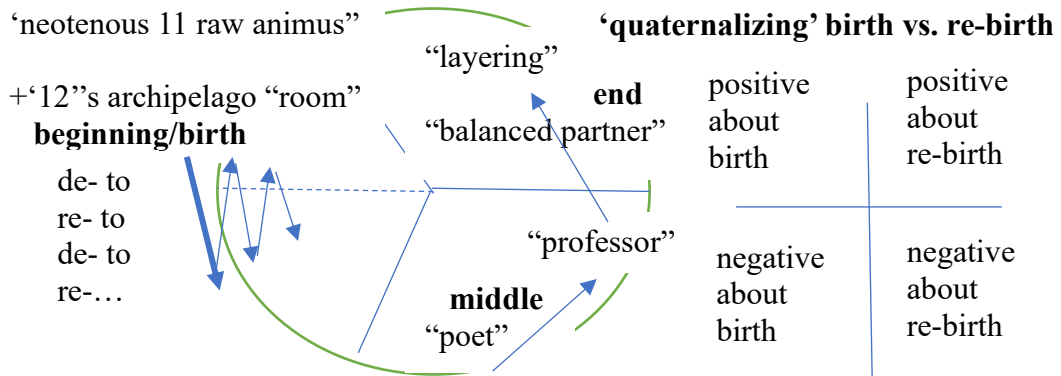 ‘neotenous 11 raw animus”
+‘12’’s archipelago “room”
beginning/birth
de- to
re- to
de- to
re-…
“layering”
end
“balanced partner”
“professor”
middle
“poet”
‘quaternalizing’ birth vs. re-birth
positive
about
birth
positive
about
re-birth
negative
about
birth
negative
about
re-birth